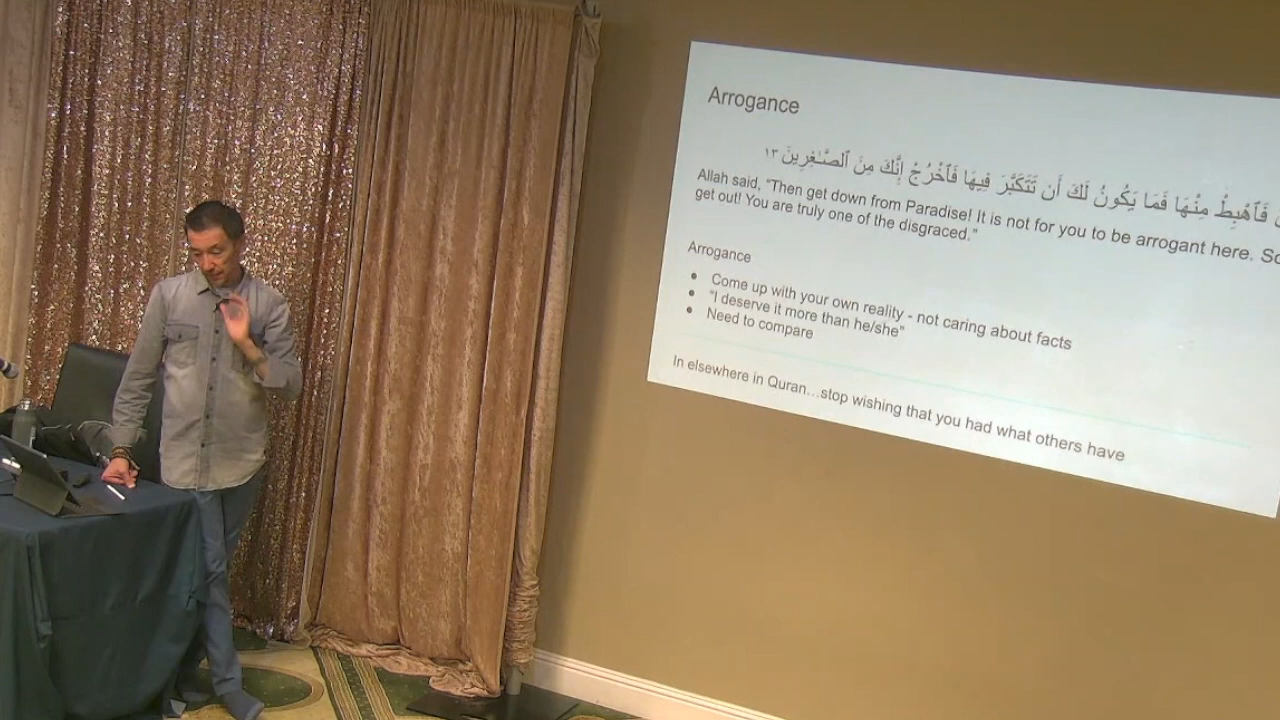 Arrogance
فَٱهْبِطْ مِنْهَا فَمَا يَكُونُ لَكَ أَن تَتَكَبَّرَ فِيهَا فَٱخْرُجْ إِنَّكَ مِنَ ٱلصَّـٰغِرِينَ ١٣
Allah said, “Then get down from Paradise! It is not for you to be arrogant here. So
get out! You are truly one of the disgraced.”
Arrogance
● Come up with your own reality - not caring about facts
● “I deserve it more than he/she”
● Need to compare
In elsewhere in Quran…stop wishing that you had what others have